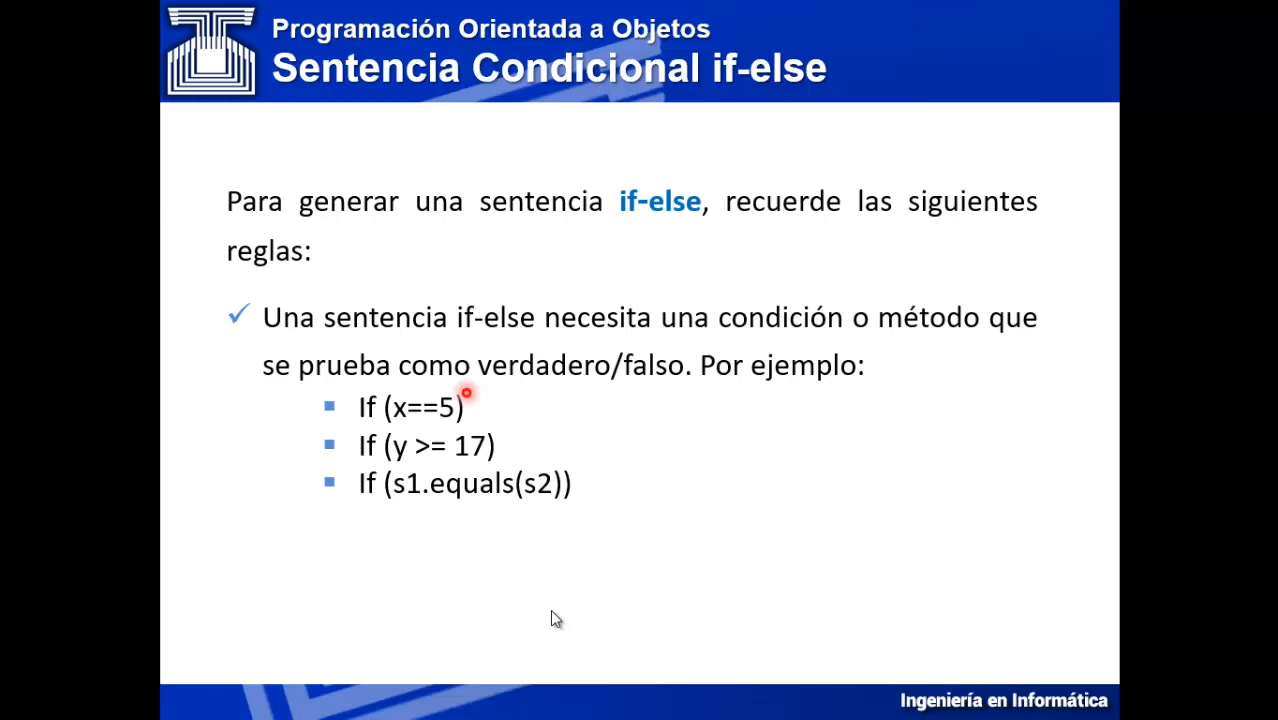 Programación Orientada a Objetos
Sentencia Condicional if-else
Para generar una sentencia if-else, recuerde las siguientes
reglas:
Una sentencia if-else necesita una condición o método que
se prueba como verdadero/falso. Por ejemplo:
If (x==5)
If (y >= 17)
If (s1.equals(s2))
Ingeniería en Informática